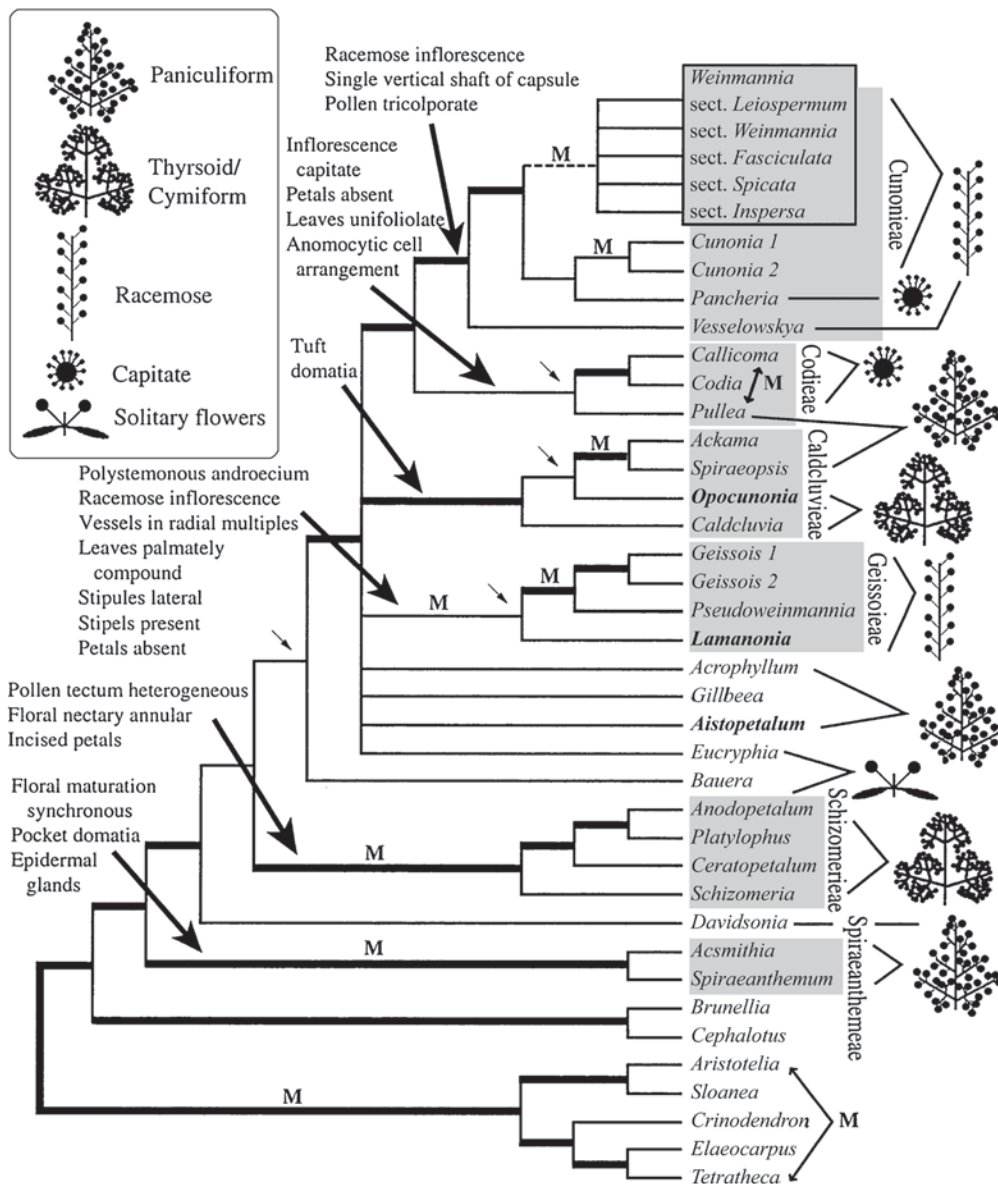 Paniculiform
Thyrsoid/
Cymiform
Racemose
Capitate
Solitary flowers
Racemose inflorescence
Single vertical shaft of capsule
Pollen tricolporate
Inflorescence
capitate
Petals absent
Leaves unifoliolate
Anomocytic cell
arrangement
Tuft
domatia
Polystemonous androecium
Racemose inflorescence
Vessels in radial multiples
Leaves palmately
compound
Stipules lateral
Stipels present
Petals absent
Pollen tectum heterogeneous
Floral nectary annular
Incised petals
Floral maturation
synchronous
Pocket domatia
Epidermal
glands
M
M
M
M
M
M
M
M
M
M
Weinmannia
sect. Leiospermum
sect. Weinmannia
sect. Fasciculata
sect. Spicata
sect. Inspersa
Cunonia 1
Cunonia 2
Pancheria
Vesselowskya
Callicoma
Codia
Pullea
Ackama
Spiraeopsis
Opocunonia
Caldcluvia
Geissois 1
Geissois 2
Pseudoweinmannia
Lamanonia
Acrophyllum
Gillbeea
Aistopetalum
Eucryphia
Bauera
Anodopetalum
Platylophus
Ceratopetalum
Schizomeria
Davidsonia
Acsmithia
Spiraeanthemum
Brunellia
Cephalotus
Aristotelia
Sloanea
Crinodendron
Elaeocarpus
Tetratheca
Cunonieae
Codieae
Caldcluvieae
Geissoieae
Schizomerieae
Spiraeanthemeae